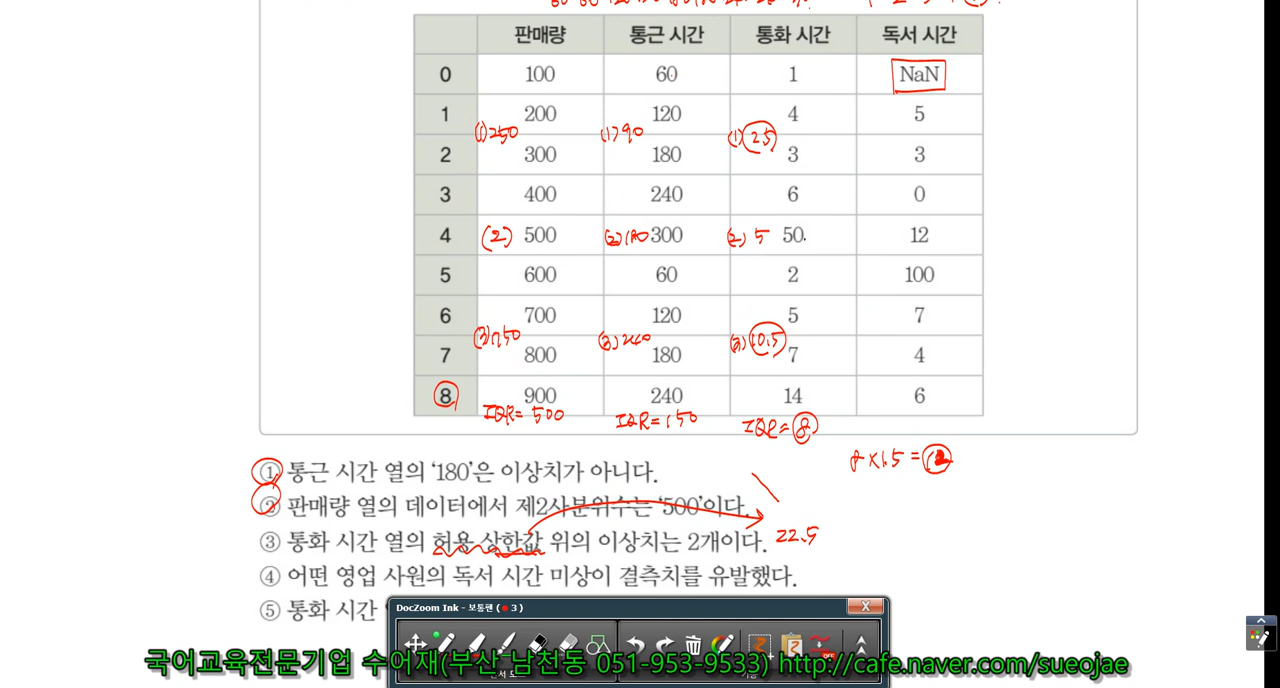 판매량 통근 시간 통화 시간 독서 시간
0 100 60 1 NaN
1 200 120 4 5
(1)250 (1)90 (1)2.5
2 300 180 3 3
3 400 240 6 0
4 (2) 500 (2)180 300 (2) 5 50 12
5 600 60 2 100
6 700 120 5 7
(3)750 (3)240 (3)10.5
7 800 180 7 4
8 900 240 14 6
IQR=500 IQR=150 IQR=8
8×1.5=12
① 통근 시간 열의 ‘180’은 이상치가 아니다.
② 판매량 열의 데이터에서 제2사분위수는 ‘500’이다.
③ 통화 시간 열의 허용 상한값 위의 이상치는 2개이다. 22.5
④ 어떤 영업 사원의 독서 시간 미상이 결측치를 유발했다.
⑤ 통화 시간
DocZoom Ink - 보통펜 ( 3 )
X
OFF
국어교육전문기업 수어재(부산 남천동 051-953-9533) http://cafe.naver.com/sueojae